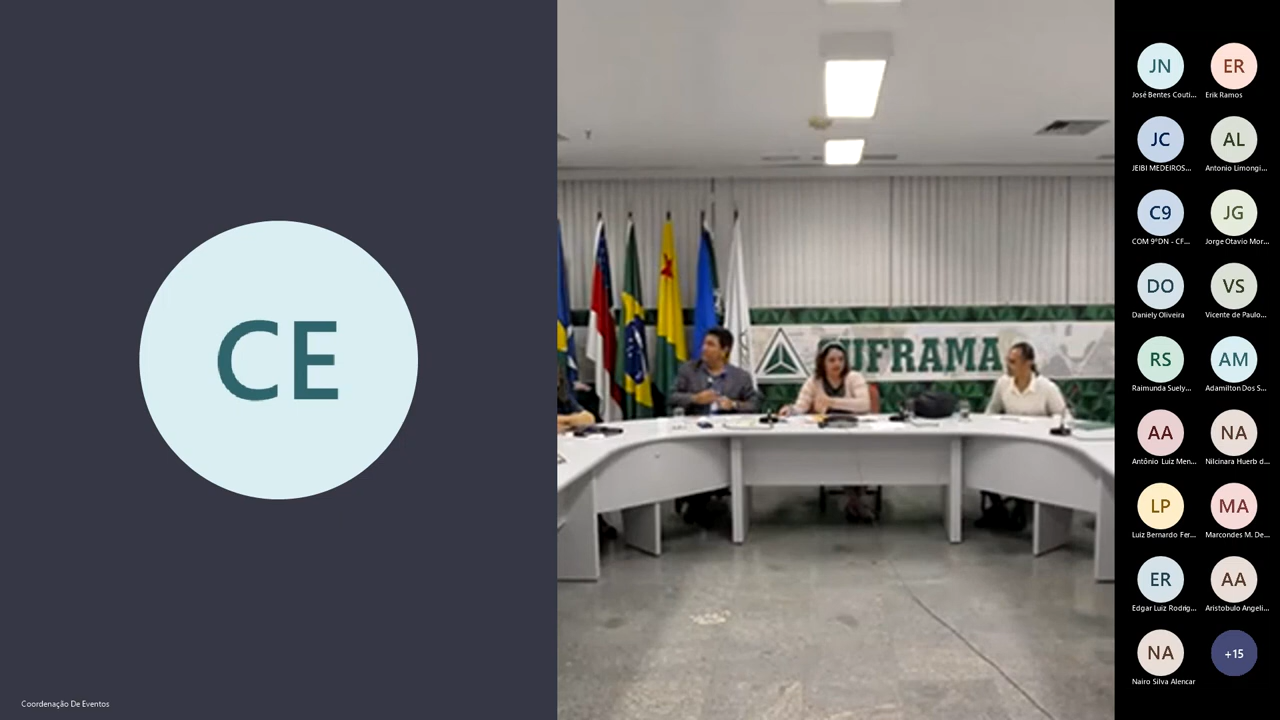 CE
Coordenação De Eventos
SUFRAMA
JN
José Bentes Couti...
ER
Erik Ramos
JC
JEIBI MEDEIROS...
AL
Antonio Limongi...
C9
COM 9ºDN - CF...
JG
Jorge Otavio Mor...
DO
Daniely Oliveira
VS
Vicente de Paulo...
RS
Raimunda Suely...
AM
Adamilton Dos S...
AA
Antônio Luiz Men...
NA
Nilcinara Huerb d...
LP
Luiz Bernardo Fer...
MA
Marcondes M. De...
ER
Edgar Luiz Rodrig...
AA
Aristobulo Angeli...
NA
Nairo Silva Alencar
+15